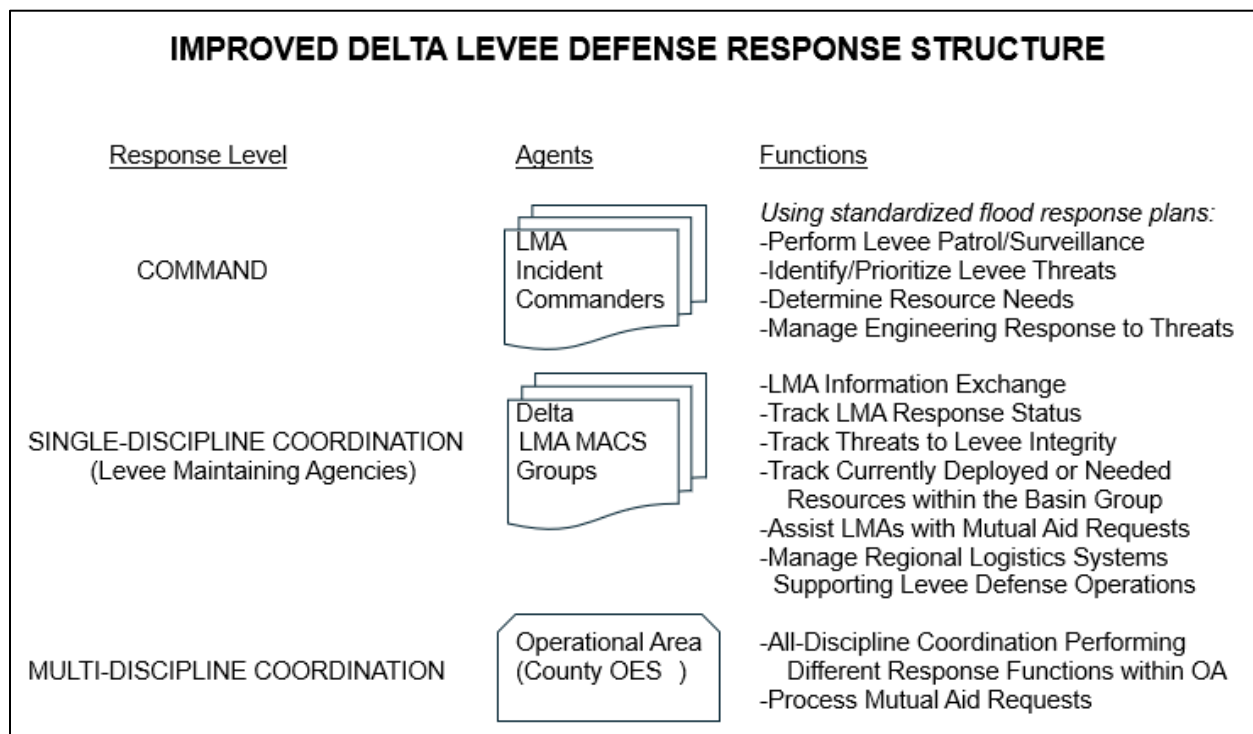 IMPROVED DELTA LEVEE DEFENSE RESPONSE STRUCTURE
Response Level
Agents
Functions
COMMAND
LMA
Incident
Commanders
Using standardized flood response plans:
-Perform Levee Patrol/Surveillance
-Identify/Prioritize Levee Threats
-Determine Resource Needs
-Manage Engineering Response to Threats
SINGLE-DISCIPLINE COORDINATION
(Levee Maintaining Agencies)
Delta
LMA MACS
Groups
-LMA Information Exchange
-Track LMA Response Status
-Track Threats to Levee Integrity
-Track Currently Deployed or Needed
Resources within the Basin Group
-Assist LMAs with Mutual Aid Requests
-Manage Regional Logistics Systems
Supporting Levee Defense Operations
MULTI-DISCIPLINE COORDINATION
Operational Area
(County OES )
-All-Discipline Coordination Performing
Different Response Functions within OA
-Process Mutual Aid Requests